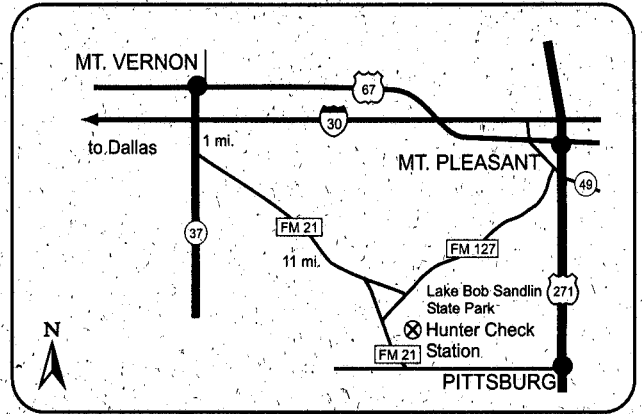 MT. VERNON
67
30
to Dallas
1 mi.
MT. PLEASANT
49
37
FM 21
11 mi.
FM 127
Lake Bob Sandlin
State Park
271
N
Hunter Check
Station
FM 21
PITTSBURG